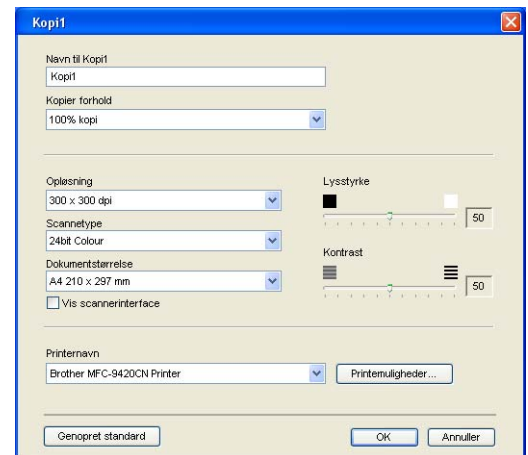 Kopi1
Navn til Kopi1
Kopi1
Kopier forhold
100% kopi
Opløsning
300 x 300 dpi
Scannetype
24bit Colour
Dokumentstørrelse
A4 210 x 297 mm
Vis scannerinterface
Lysstyrke
50
Kontrast
50
Printernavn
Brother MFC-9420CN Printer
Printemuligheder...
Genopret standard
OK
Annuller